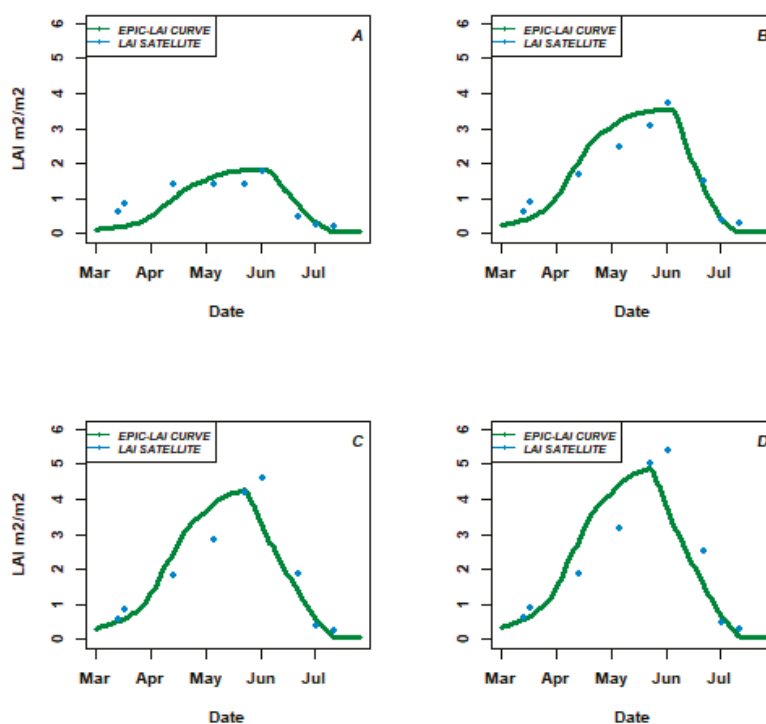 EPIC-LAI CURVE
LAI SATELLITE
A
LAI m2/m2
0 1 2 3 4 5 6
Mar Apr May Jun Jul
Date
EPIC-LAI CURVE
LAI SATELLITE
B
0 1 2 3 4 5 6
Mar Apr May Jun Jul
Date
EPIC-LAI CURVE
LAI SATELLITE
C
LAI m2/m2
0 1 2 3 4 5 6
Mar Apr May Jun Jul
Date
EPIC-LAI CURVE
LAI SATELLITE
D
0 1 2 3 4 5 6
Mar Apr May Jun Jul
Date